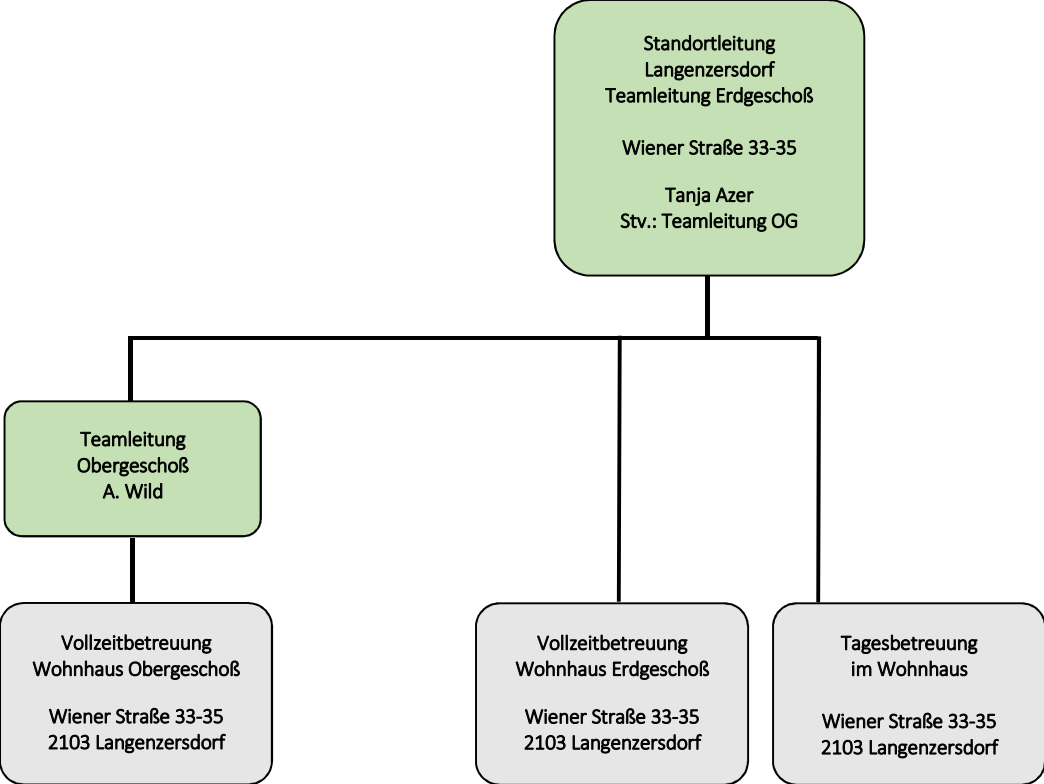 Standortleitung
Langenzersdorf
Teamleitung Erdgeschoß
Wiener Straße 33-35
Tanja Azer
Stv.: Teamleitung OG
Teamleitung
Obergeschoß
A. Wild
Vollzeitbetreuung
Wohnhaus Obergeschoß
Wiener Straße 33-35
2103 Langenzersdorf
Vollzeitbetreuung
Wohnhaus Erdgeschoß
Wiener Straße 33-35
2103 Langenzersdorf
Tagesbetreuung
im Wohnhaus
Wiener Straße 33-35
2103 Langenzersdorf